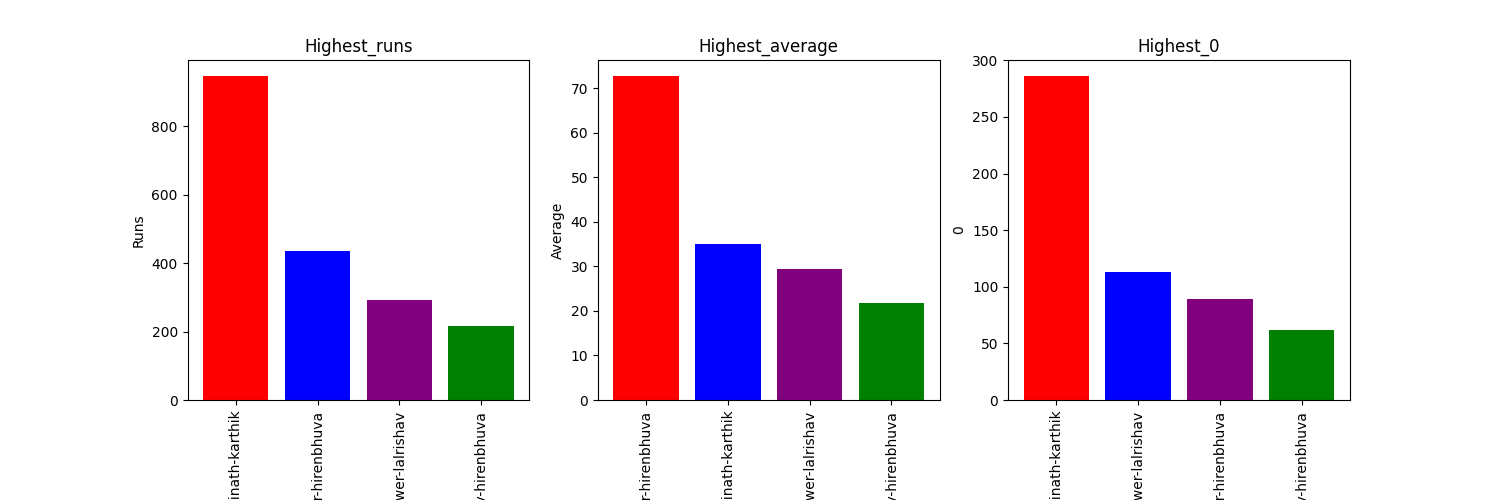 Highest_runs
Runs
800
600
400
200
0
inath-karthik
r-hirenbhuva
wer-lalrishav
y-hirenbhuva
Highest_average
Average
70
60
50
40
30
20
10
0
r-hirenbhuva
inath-karthik
wer-lalrishav
y-hirenbhuva
Highest_0
0
300
250
200
150
100
50
0
inath-karthik
wer-lalrishav
r-hirenbhuva
y-hirenbhuva